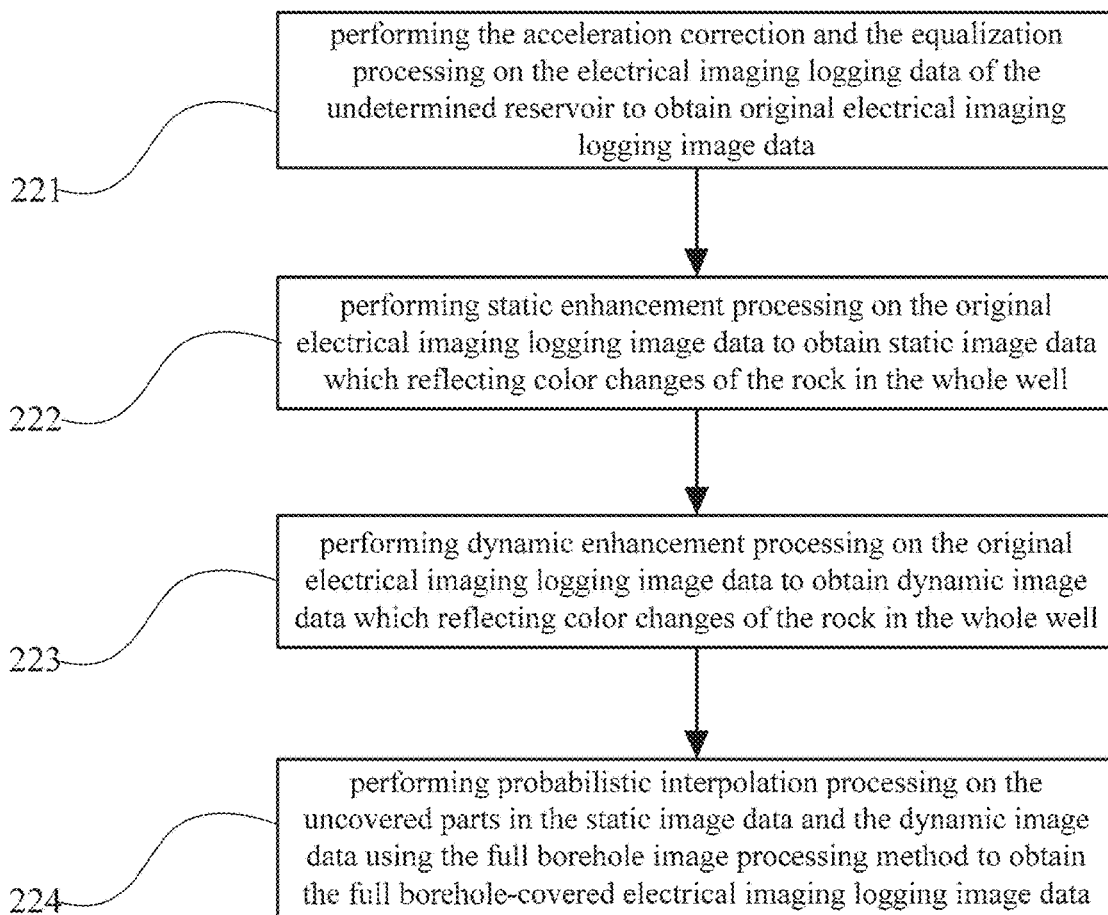 performing the acceleration correction and the equalization
processing on the electrical imaging logging data of the
undetermined reservoir to obtain original electrical imaging
logging image data
221
performing static enhancement processing on the original
electrical imaging logging image data to obtain static image data
which reflecting color changes of the rock in the whole well
222
performing dynamic enhancement processing on the original
electrical imaging logging image data to obtain dynamic image
data which reflecting color changes of the rock in the whole well
223
performing probabilistic interpolation processing on the
uncovered parts in the static image data and the dynamic image
data using the full borehole image processing method to obtain
the full borehole-covered electrical imaging logging image data
224